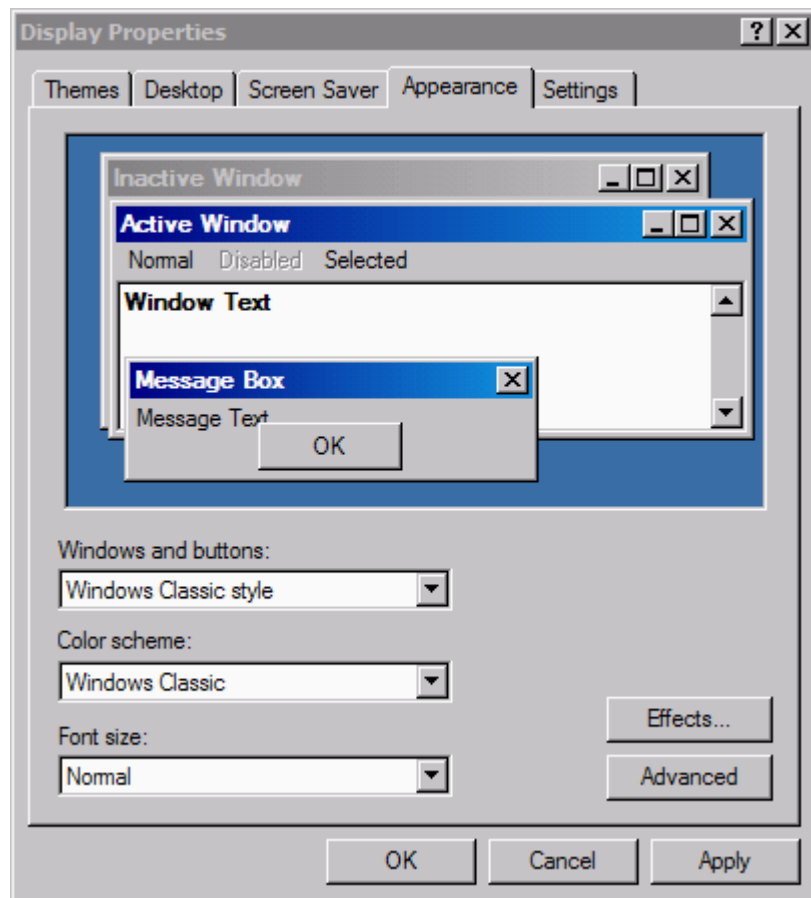 Display Properties
Themes Desktop Screen Saver Appearance Settings
Inactive Window
Active Window
Normal Disabled Selected
Window Text
Message Box
Message Text
OK
Windows and buttons:
Windows Classic style
Color scheme:
Windows Classic
Effects...
Font size:
Normal
Advanced
OK Cancel Apply